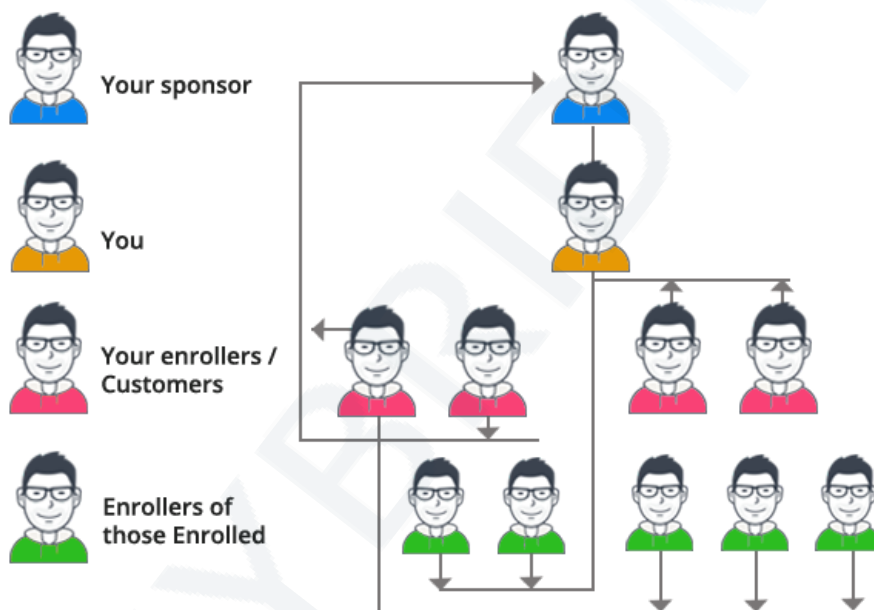 Your sponsor
You
Your enrollers /
Customers
Enrollers of
those Enrolled